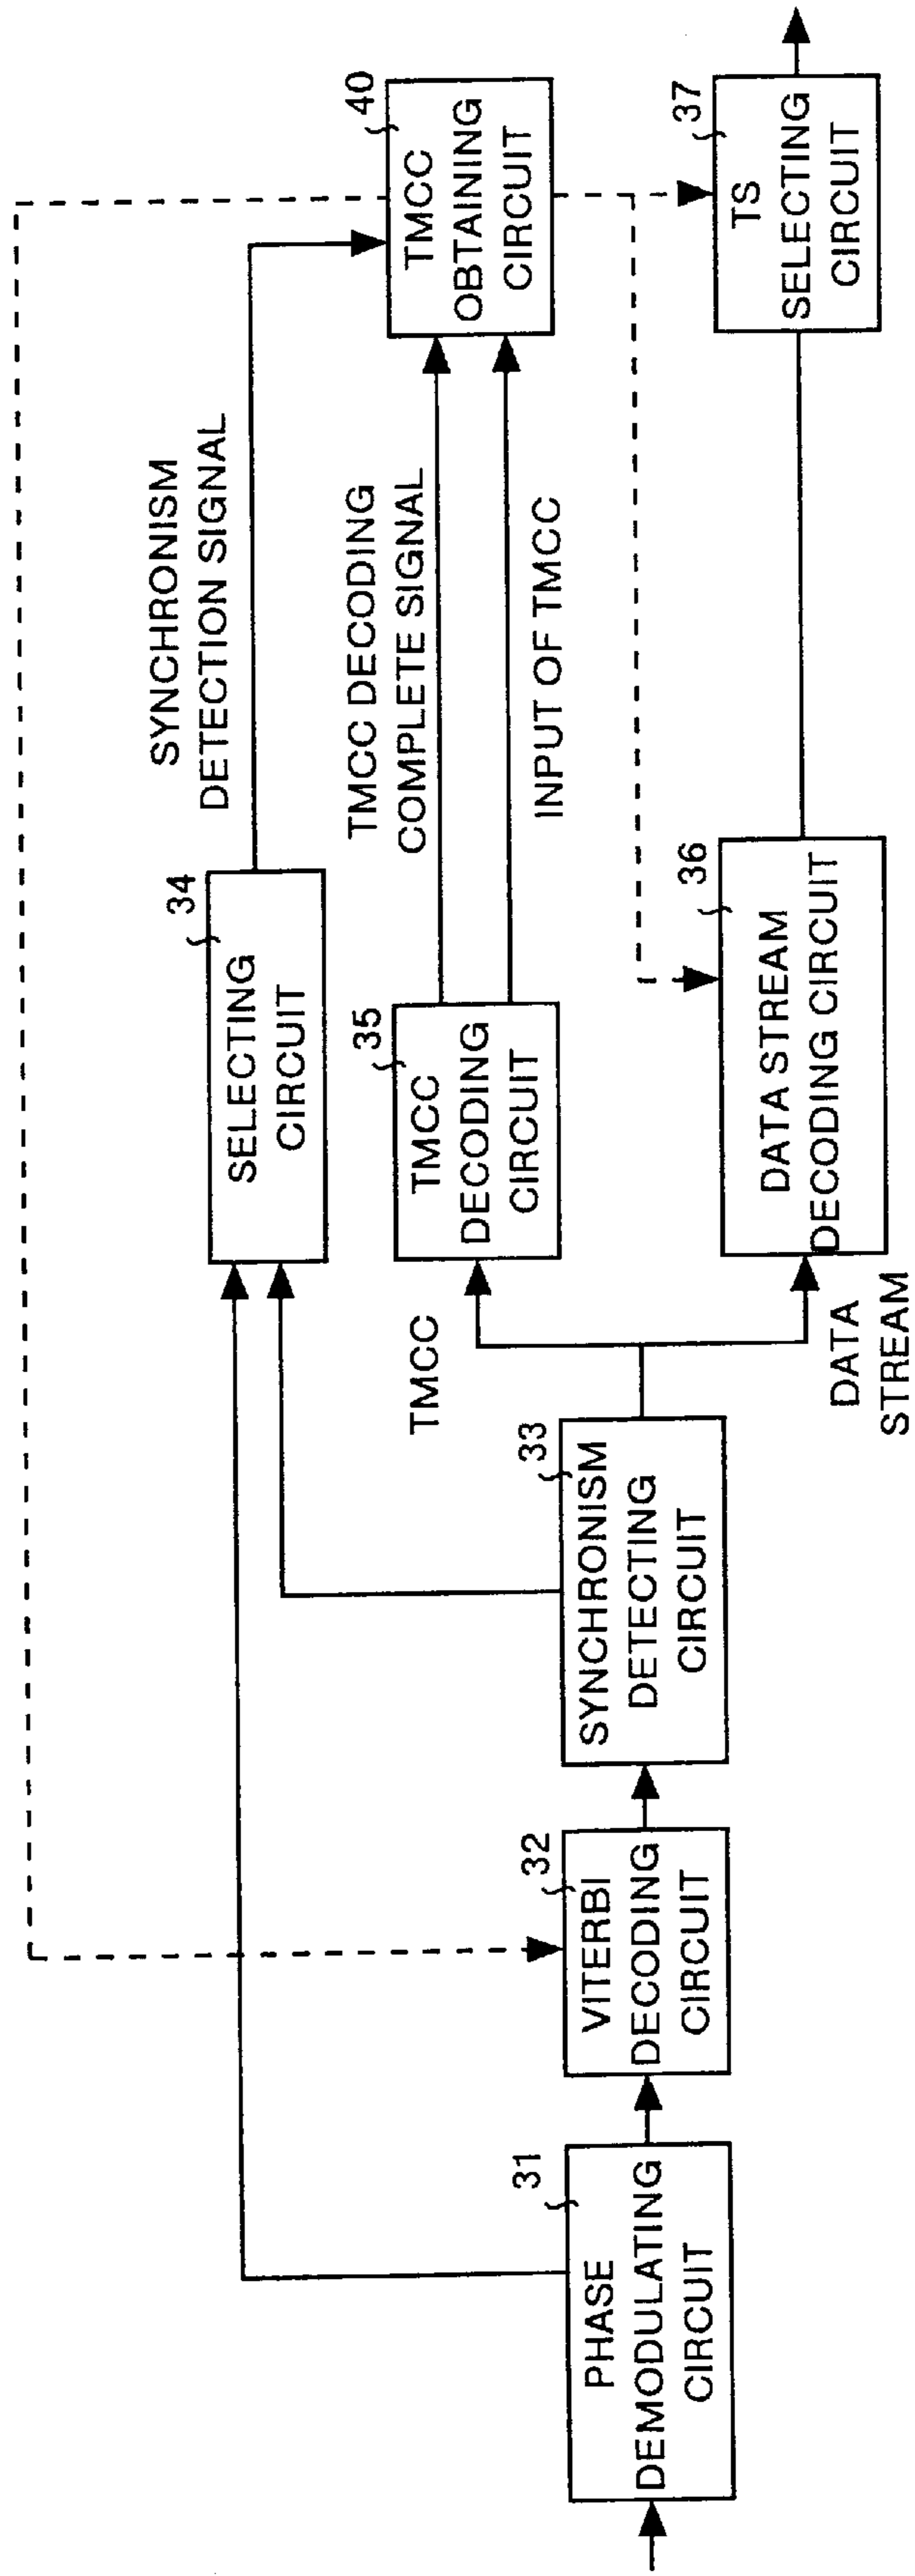 SYNCHRONISM
DETECTION SIGNAL
34
SELECTING
CIRCUIT
TMCC DECODING
COMPLETE SIGNAL
INPUT OF TMCC
40
TMCC
OBTAINING
CIRCUIT
35
TMCC
DECODING
CIRCUIT
TMCC
31
PHASE
DEMODULATING
CIRCUIT
32
VITERBI
DECODING
CIRCUIT
33
SYNCHRONISM
DETECTING
CIRCUIT
DATA
STREAM
36
DATA STREAM
DECODING CIRCUIT
37
TS
SELECTING
CIRCUIT